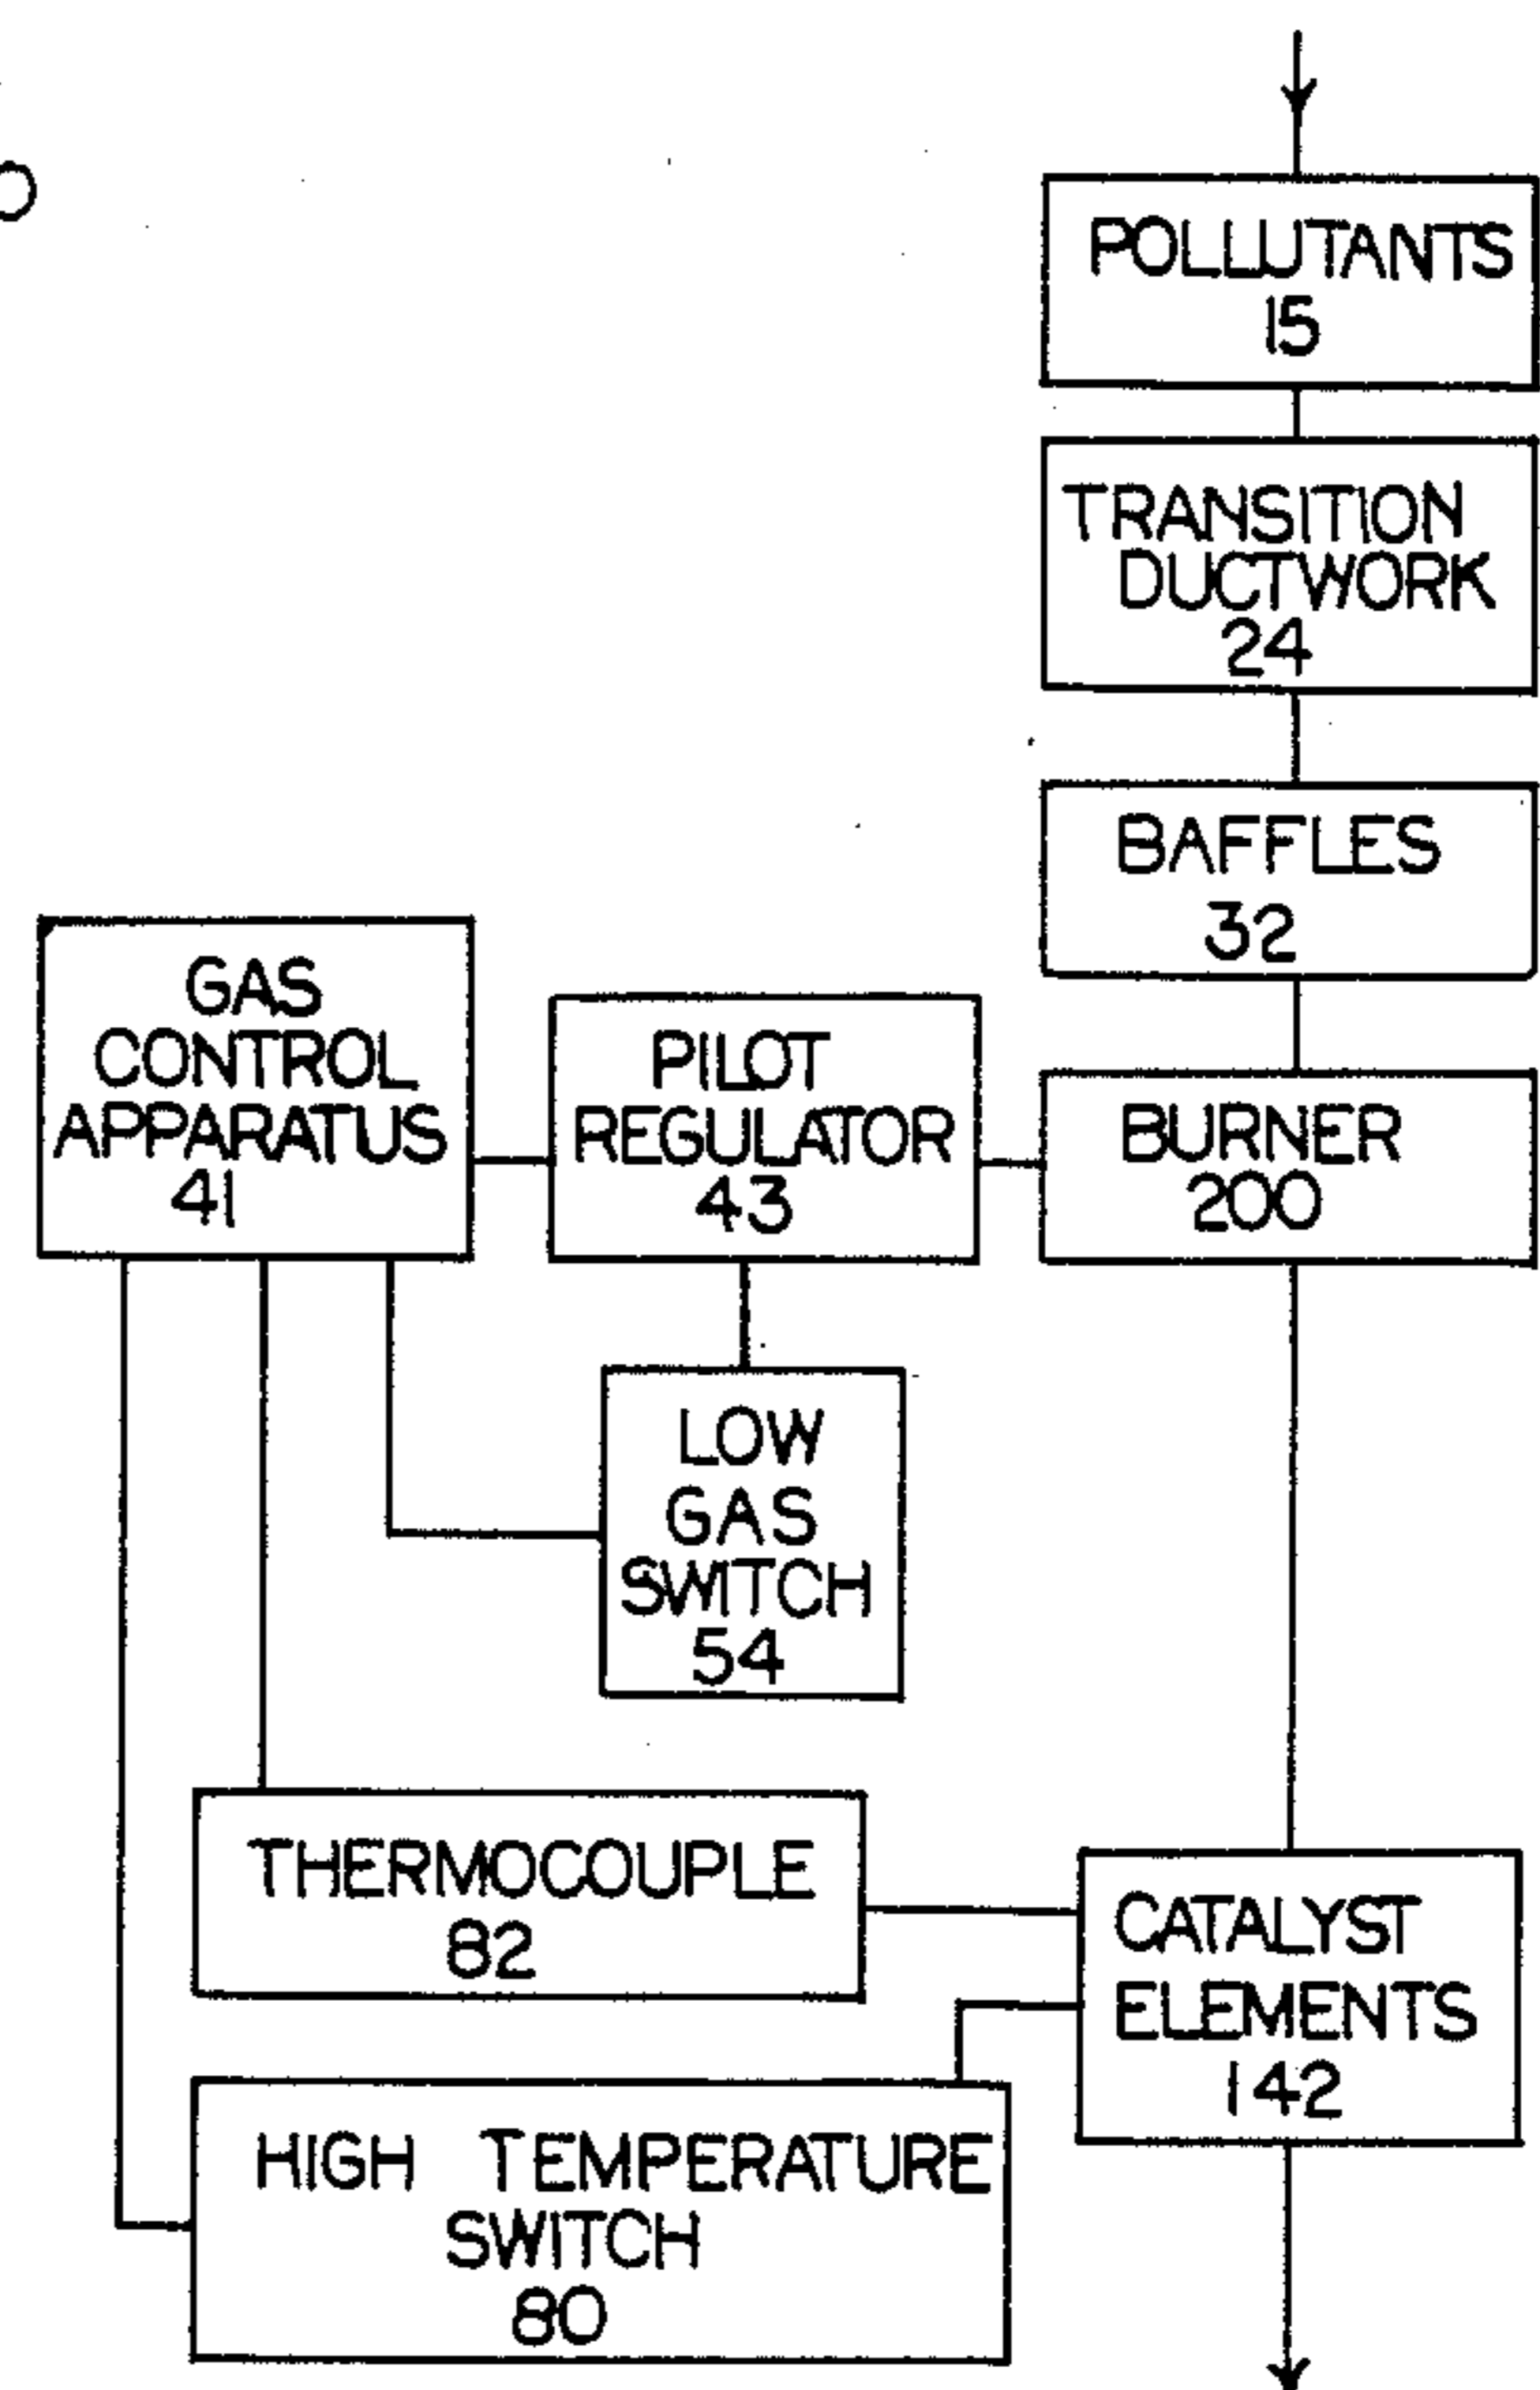 POLLUTANTS
15
TRANSITION
DUCTWORK
24
BAFFLES
32
GAS
CONTROL
APPARATUS
41
PILOT
REGULATOR
43
BURNER
200
LOW
GAS
SWITCH
54
THERMOCOUPLE
82
CATALYST
ELEMENTS
142
HIGH TEMPERATURE
SWITCH
80